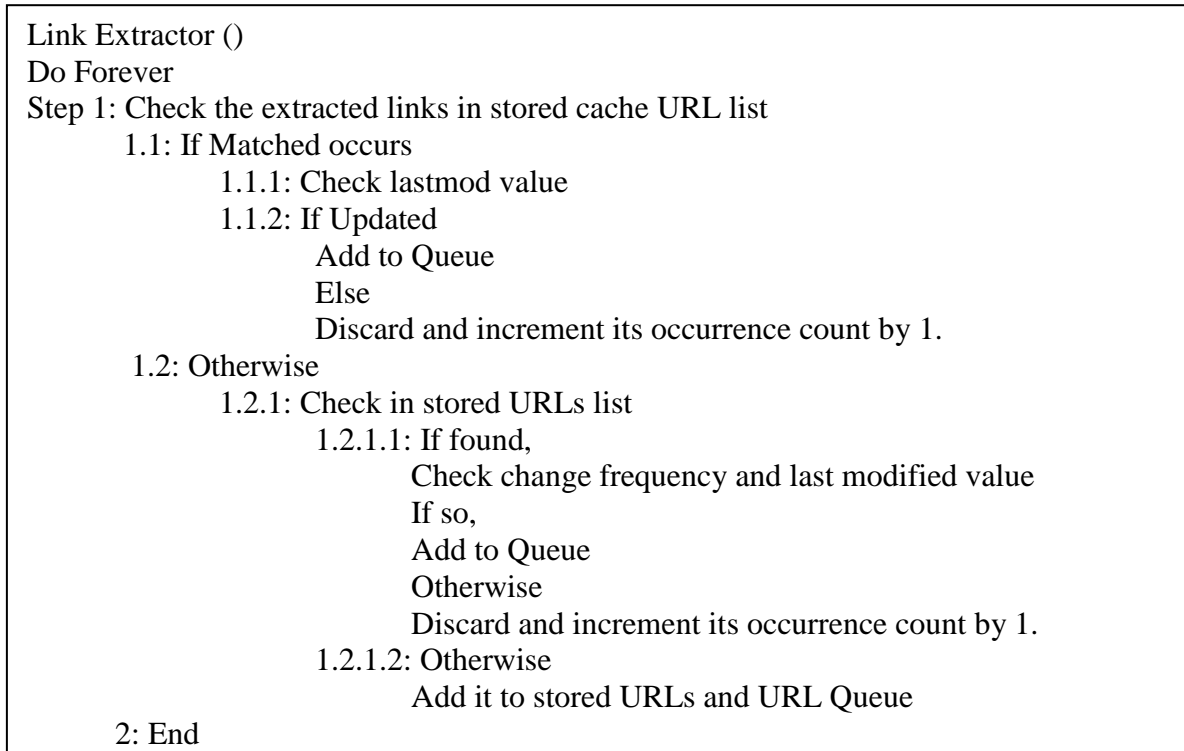 Link Extractor ()
Do Forever
Step 1: Check the extracted links in stored cache URL list
1.1: If Matched occurs
1.1.1: Check lastmod value
1.1.2: If Updated
Add to Queue
Else
Discard and increment its occurrence count by 1.
1.2: Otherwise
1.2.1: Check in stored URLs list
1.2.1.1: If found,
Check change frequency and last modified value
If so,
Add to Queue
Otherwise
Discard and increment its occurrence count by 1.
1.2.1.2: Otherwise
Add it to stored URLs and URL Queue
2: End